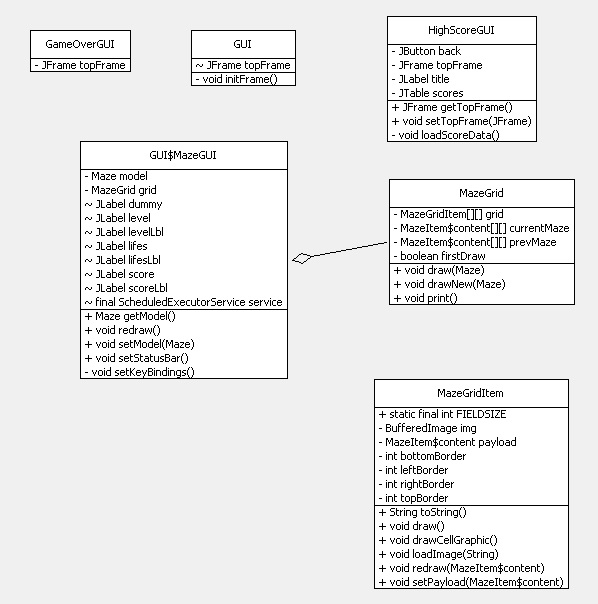 GameOverGUI
- JFrame topFrame
GUI
~ JFrame topFrame
- void initFrame()
HighScoreGUI
- JButton back
- JFrame topFrame
- JLabel title
- JTable scores
+ JFrame getTopFrame()
+ void setTopFrame(JFrame)
- void loadScoreData()
GUI$MazeGUI
- Maze model
- MazeGrid grid
~ JLabel dummy
~ JLabel level
~ JLabel levelLbl
~ JLabel lifes
~ JLabel lifesLbl
~ JLabel score
~ JLabel scoreLbl
~ final ScheduledExecutorService service
+ Maze getModel()
+ void redraw()
+ void setModel(Maze)
+ void setStatusBar()
- void setKeyBindings()
MazeGrid
- MazeGridItem[][] grid
- MazeItem$content[][] currentMaze
- MazeItem$content[][] prevMaze
- boolean firstDraw
+ void draw(Maze)
+ void drawNew(Maze)
+ void print()
MazeGridItem
+ static final int FIELDSIZE
- BufferedImage img
- MazeItem$content payload
- int bottomBorder
- int leftBorder
- int rightBorder
- int topBorder
+ String toString()
+ void draw()
+ void drawCellGraphic()
+ void loadImage(String)
+ void redraw(MazeItem$content)
+ void setPayload(MazeItem$content)